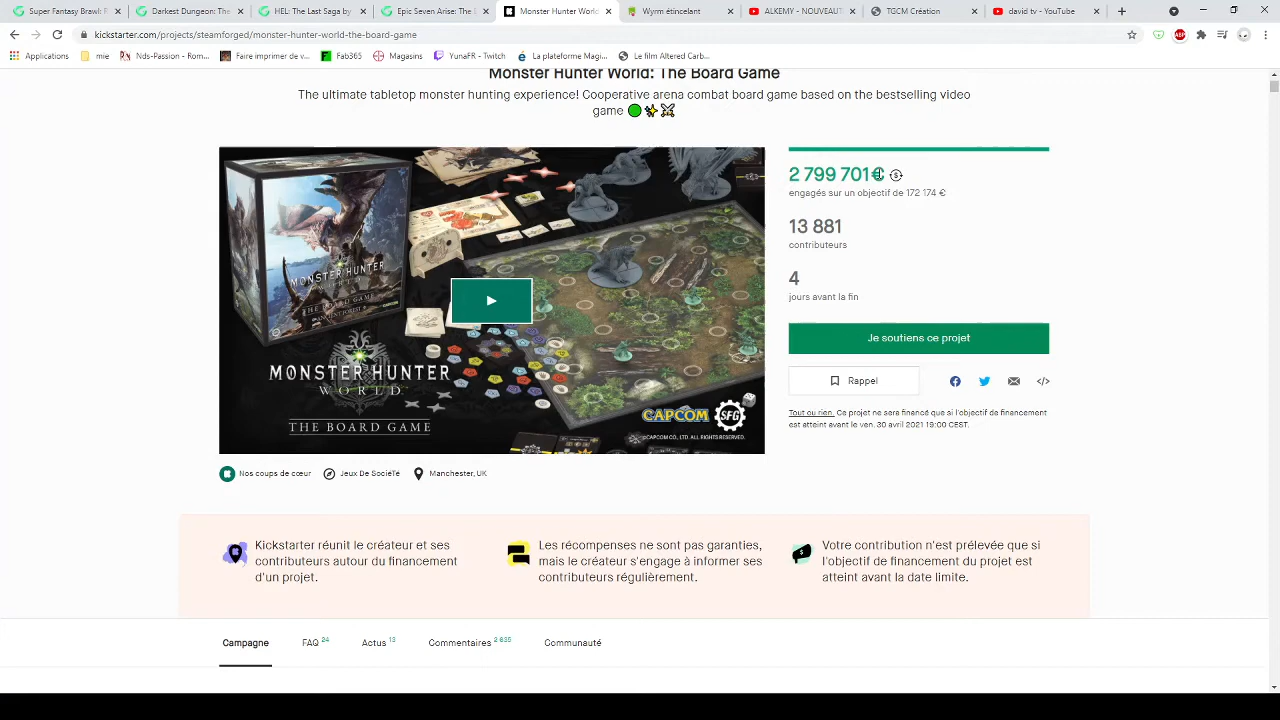 Super Fantasy Brawl: R
Darkest Dungeon: The
HEL: The Last Saga by
Epic Seven Arise: The L
Monster Hunter World:
Wyrm étincelant
ALKEMY - NOUVEAUT
TGCM Création
david tv - YouTube
kickstarter.com/projects/steamforged/monster-hunter-world-the-board-game
Applications
mie
Nds-Passion - Rom...
Faire imprimer de v...
Fab365
Magasins
YunaFR - Twitch
La plateforme Magi...
Le film Altered Carb...
Monster Hunter World: The Board Game
The ultimate tabletop monster hunting experience! Cooperative arena combat board game based on the bestselling video
game
MONSTER HUNTER
WORLD
THE BOARD GAME
MONSTER HUNTER
WORLD
THE BOARD GAME
CAPCOM
SFG
©CAPCOM CO., LTD. ALL RIGHTS RESERVED.
2 799 701 €
engagés sur un objectif de 172 174 €
13 881
contributeurs
4
jours avant la fin
Je soutiens ce projet
Rappel
Tout ou rien. Ce projet ne sera financé que si l'objectif de financement
est atteint avant le ven. 30 avril 2021 19:00 CEST.
Nos coups de cœur
Jeux De SociéTé
Manchester, UK
Kickstarter réunit le créateur et ses
contributeurs autour du financement
d'un projet.
Les récompenses ne sont pas garanties,
mais le créateur s'engage à informer ses
contributeurs régulièrement.
Votre contribution n'est prélevée que si
l'objectif de financement du projet est
atteint avant la date limite.
Campagne
FAQ 24
Actus 13
Commentaires
Communauté